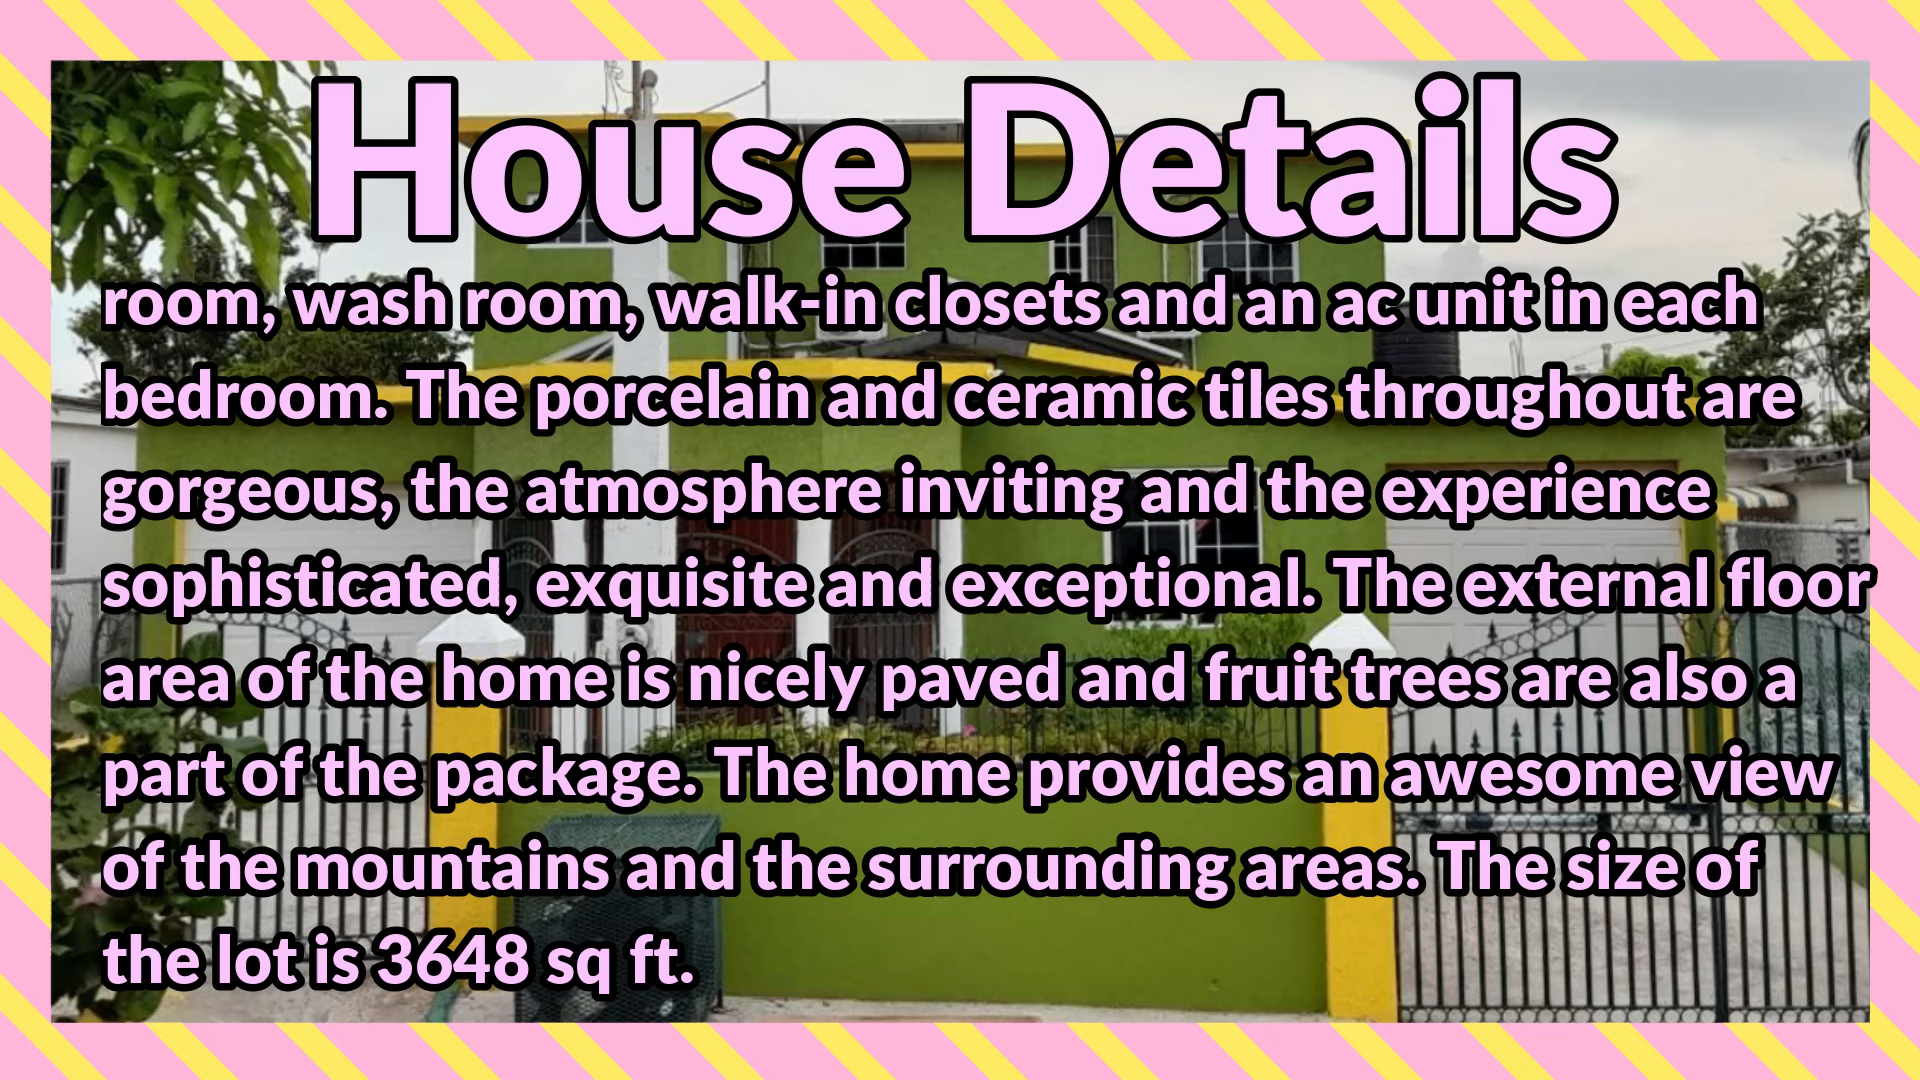 House Details
room, wash room, walk-in closets and an ac unit in each
bedroom. The porcelain and ceramic tiles throughout are
gorgeous, the atmosphere inviting and the experience
sophisticated, exquisite and exceptional. The external floor
area of the home is nicely paved and fruit trees are also a
part of the package. The home provides an awesome view
of the mountains and the surrounding areas. The size of
the lot is 3648 sq ft.